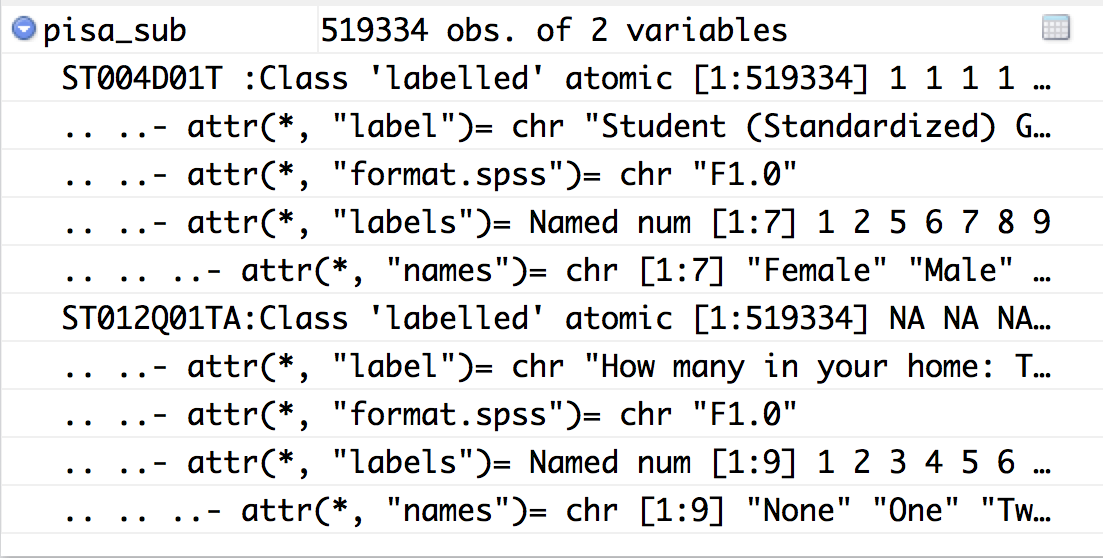 pisa_sub 519334 obs. of 2 variables
ST004D01T :Class 'labelled' atomic [1:519334] 1 1 1 1 …
.. ..- attr(*, "label")= chr "Student (Standardized) G…
.. ..- attr(*, "format.spss")= chr "F1.0"
.. ..- attr(*, "labels")= Named num [1:7] 1 2 5 6 7 8 9
.. .. ..- attr(*, "names")= chr [1:7] "Female" "Male" …
ST012Q01TA:Class 'labelled' atomic [1:519334] NA NA NA…
.. ..- attr(*, "label")= chr "How many in your home: T…
.. ..- attr(*, "format.spss")= chr "F1.0"
.. ..- attr(*, "labels")= Named num [1:9] 1 2 3 4 5 6 …
.. .. ..- attr(*, "names")= chr [1:9] "None" "One" "Tw…